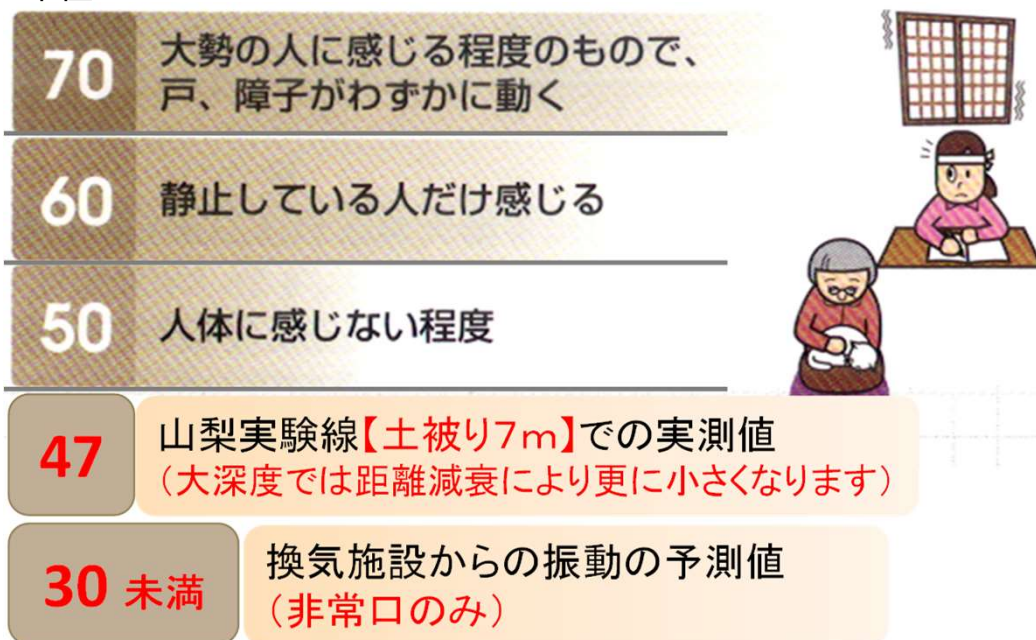 70
大勢の人に感じる程度のもので、
戸、障子がわずかに動く
60
静止している人だけ感じる
50
人体に感じない程度
47
山梨実験線【土被り7m】での実測値
(大深度では距離減衰により更に小さくなります)
30 未満
換気施設からの振動の予測値
(非常口のみ)